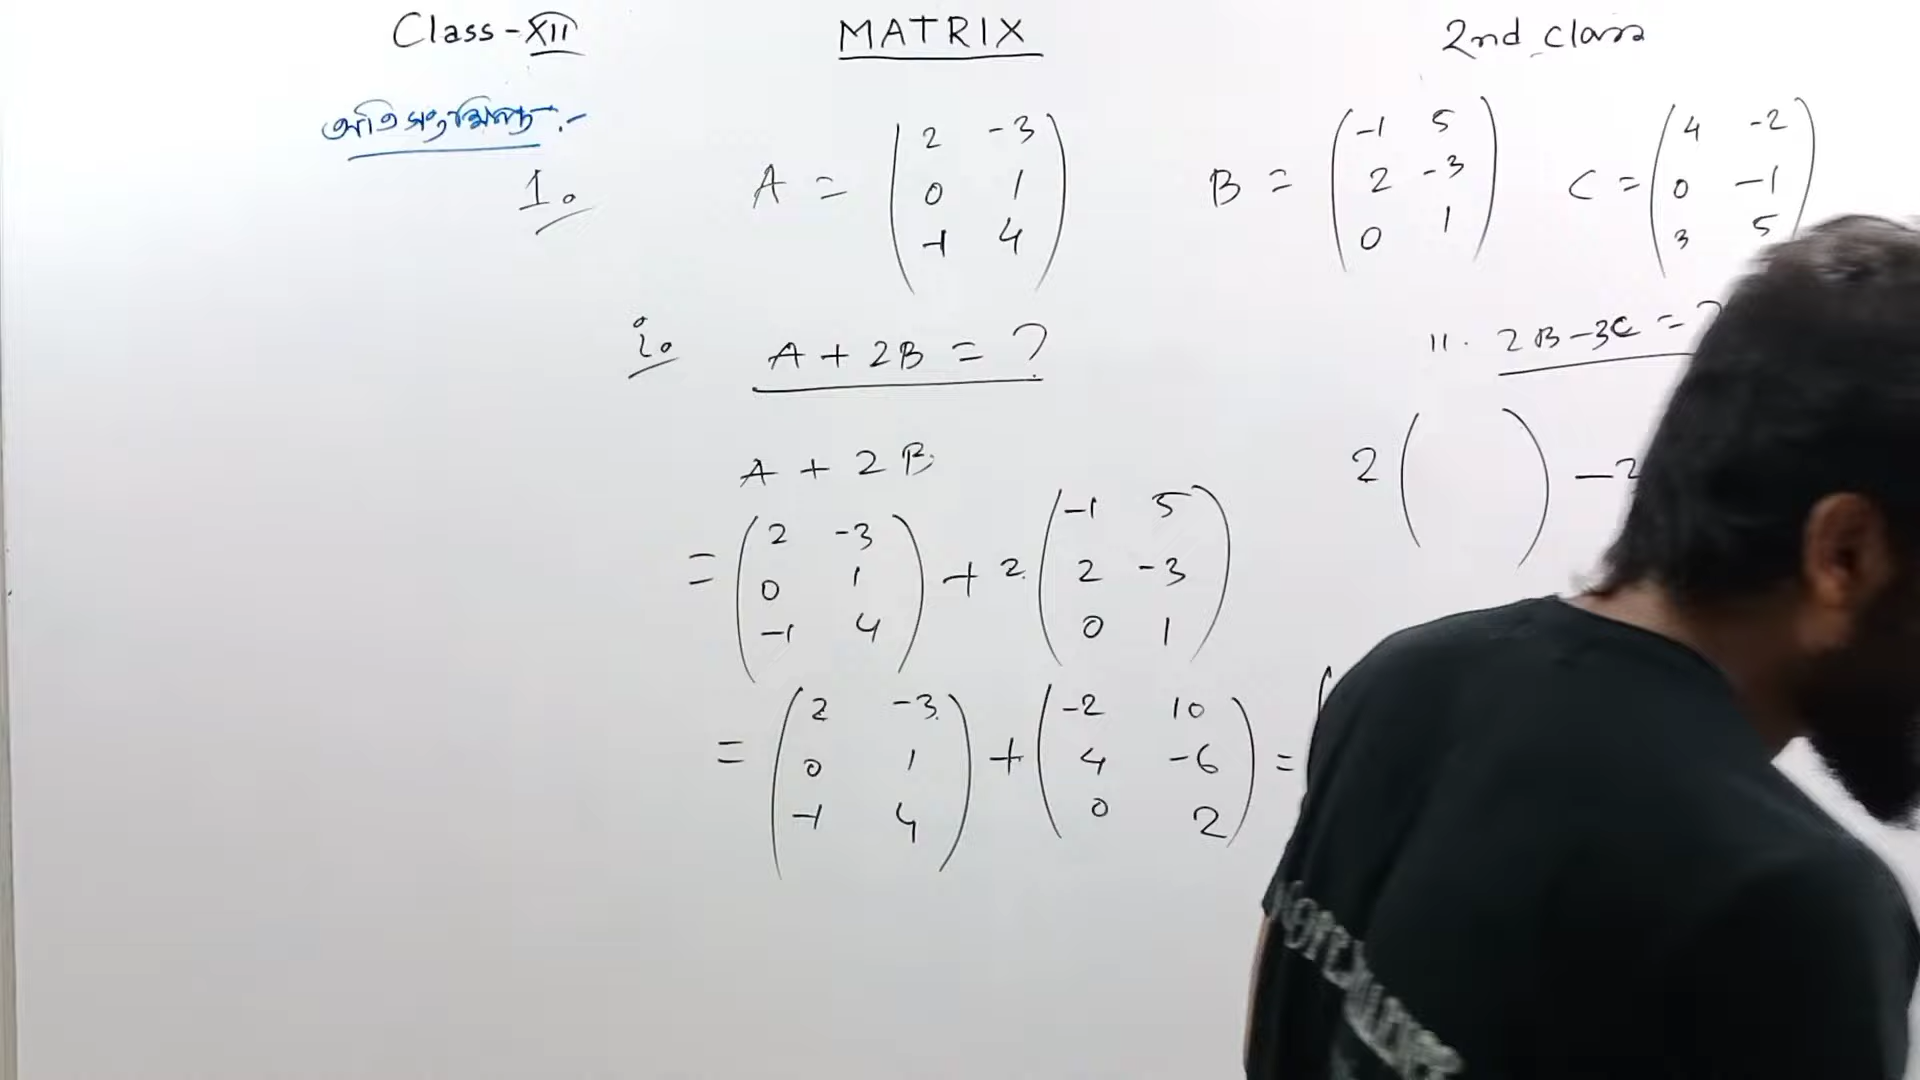 Class-XII MATRIX 2nd class
অতি সংক্ষিপ্ত :-
1. A = (2 -3 B = (-1 5 C = (4 -2
0 1 2 -3 0 -1
-1 4) 0 1) 3 5)
i. A + 2B = ? 11. 2B-3C = ?
A + 2B 2( ) -
= (2 -3 + 2 (-1 5
0 1 2 -3
-1 4) 0 1)
= (2 -3 + (-2 10 =
0 1 4 -6
-1 4) 0 2)